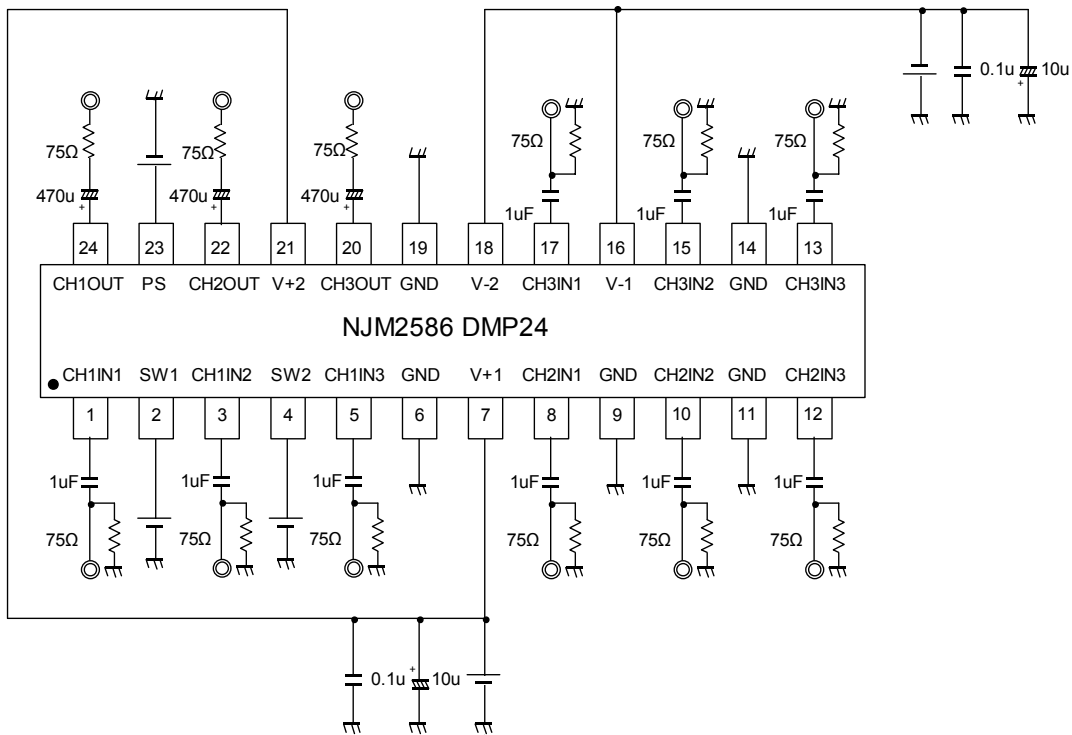 0.1u 10u
+
75Ω 75Ω 75Ω 75Ω 75Ω 75Ω
470u 470u 470u 1uF 1uF 1uF
+ + +
24 23 22 21 20 19 18 17 16 15 14 13
CH1OUT PS CH2OUT V+2 CH3OUT GND V-2 CH3IN1 V-1 CH3IN2 GND CH3IN3
NJM2586 DMP24
CH1IN1 SW1 CH1IN2 SW2 CH1IN3 GND V+1 CH2IN1 GND CH2IN2 GND CH2IN3
1 2 3 4 5 6 7 8 9 10 11 12
1uF 1uF 1uF 1uF 1uF 1uF
75Ω 75Ω 75Ω 75Ω 75Ω 75Ω
+
0.1u 10u